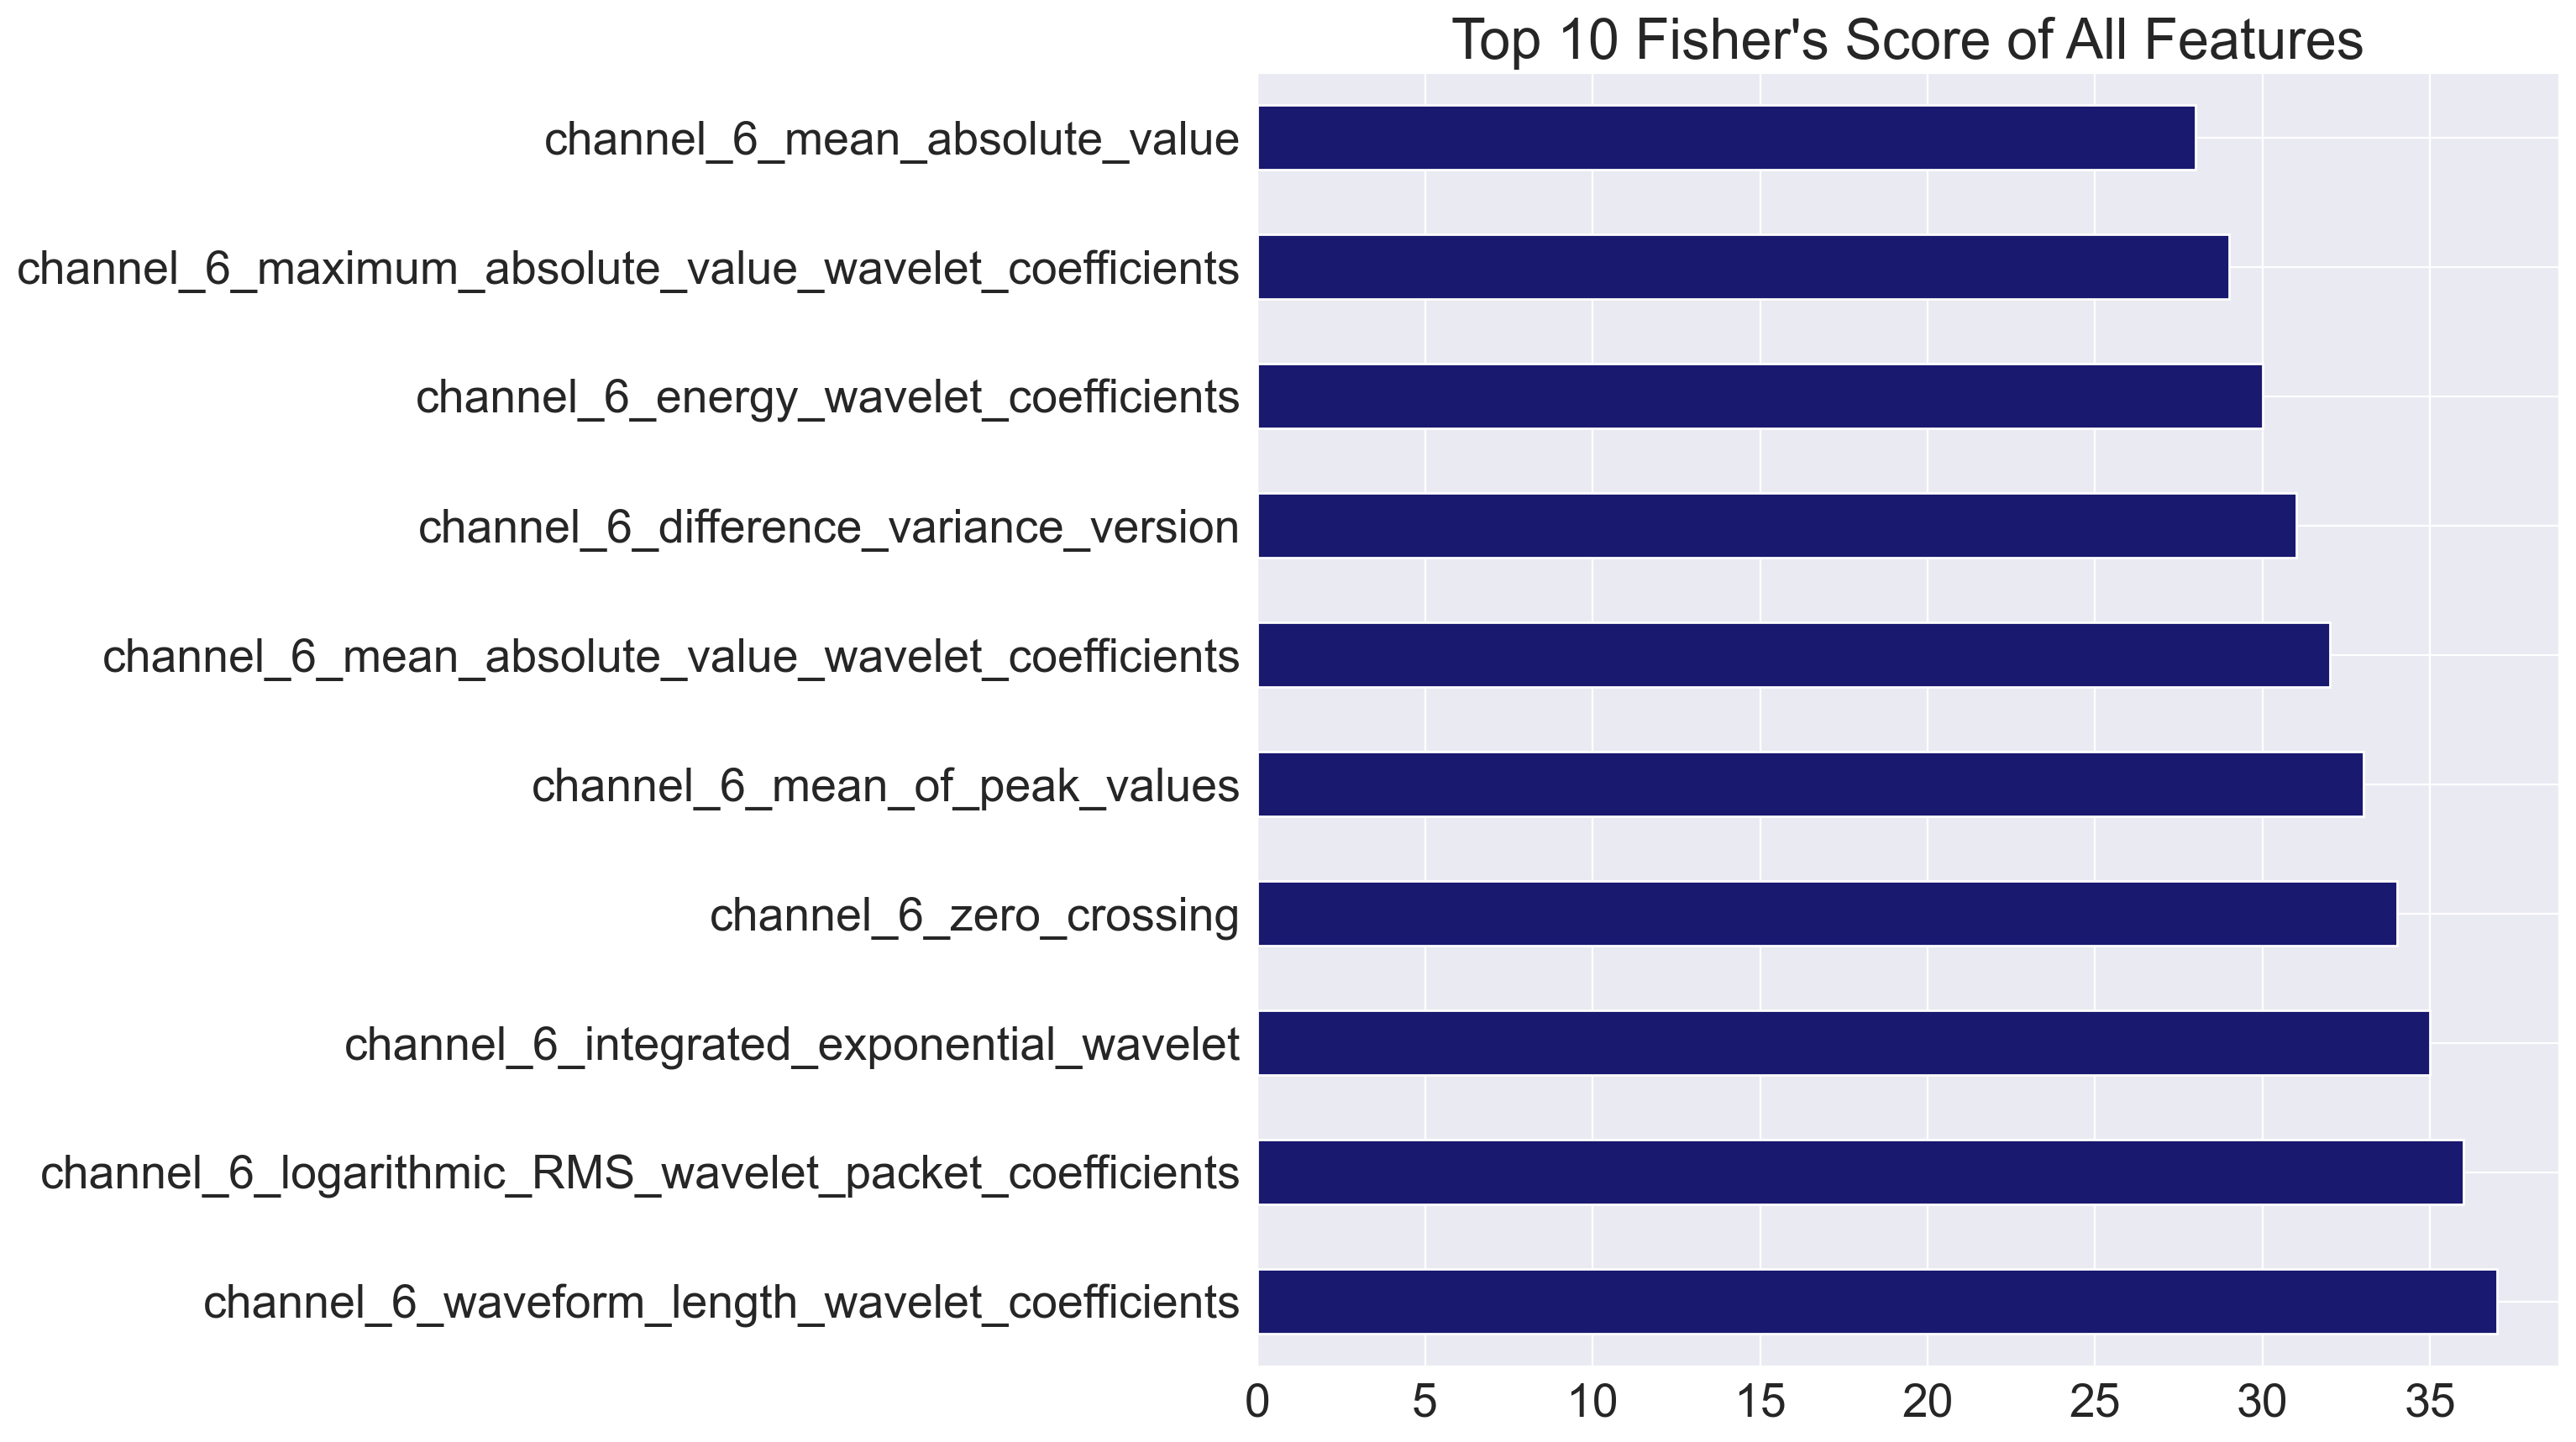 Top 10 Fisher's Score of All Features
channel_6_mean_absolute_value
channel_6_maximum_absolute_value_wavelet_coefficients
channel_6_energy_wavelet_coefficients
channel_6_difference_variance_version
channel_6_mean_absolute_value_wavelet_coefficients
channel_6_mean_of_peak_values
channel_6_zero_crossing
channel_6_integrated_exponential_wavelet
channel_6_logarithmic_RMS_wavelet_packet_coefficients
channel_6_waveform_length_wavelet_coefficients
0 5 10 15 20 25 30 35